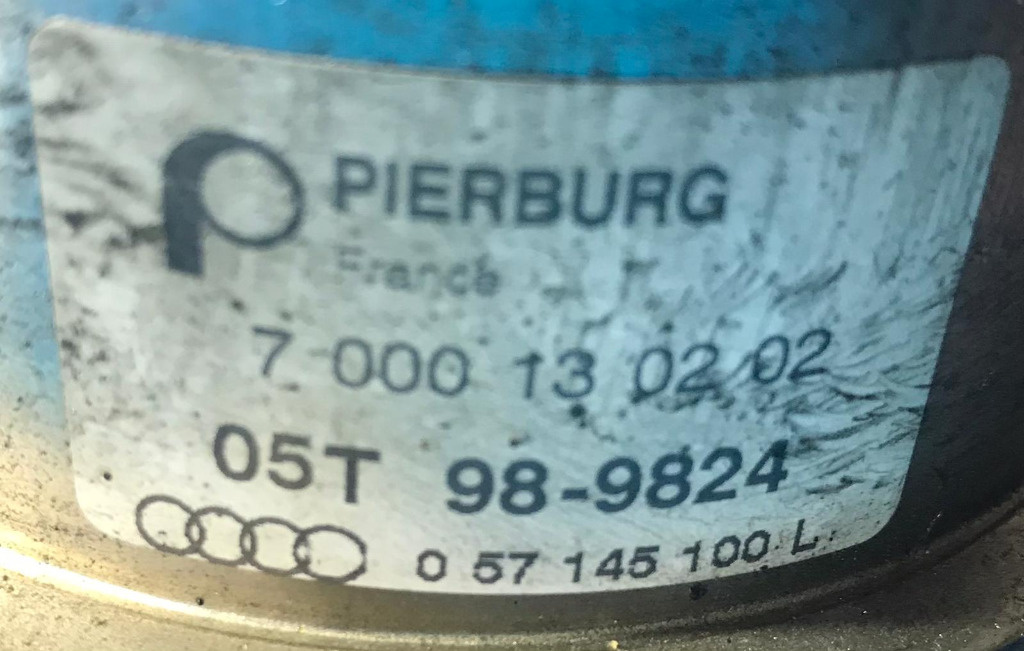 PIERBURG
France
7 000 13 02 02
05T 98-9824
0 57 145 100 L